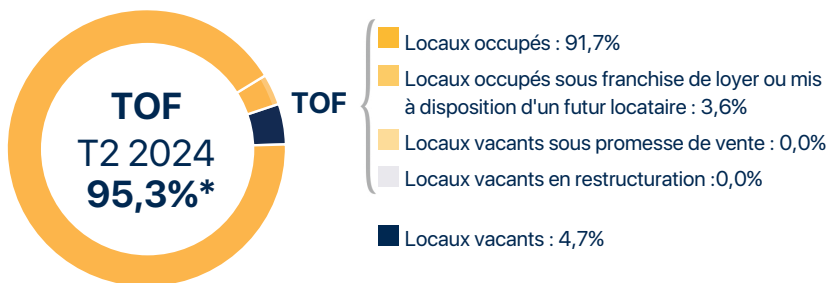 TOF
T2 2024
95,3%*
TOF
Locaux occupés : 91,7%
Locaux occupés sous franchise de loyer ou mis
à disposition d'un futur locataire : 3,6%
Locaux vacants sous promesse de vente : 0,0%
Locaux vacants en restructuration :0,0%
Locaux vacants : 4,7%